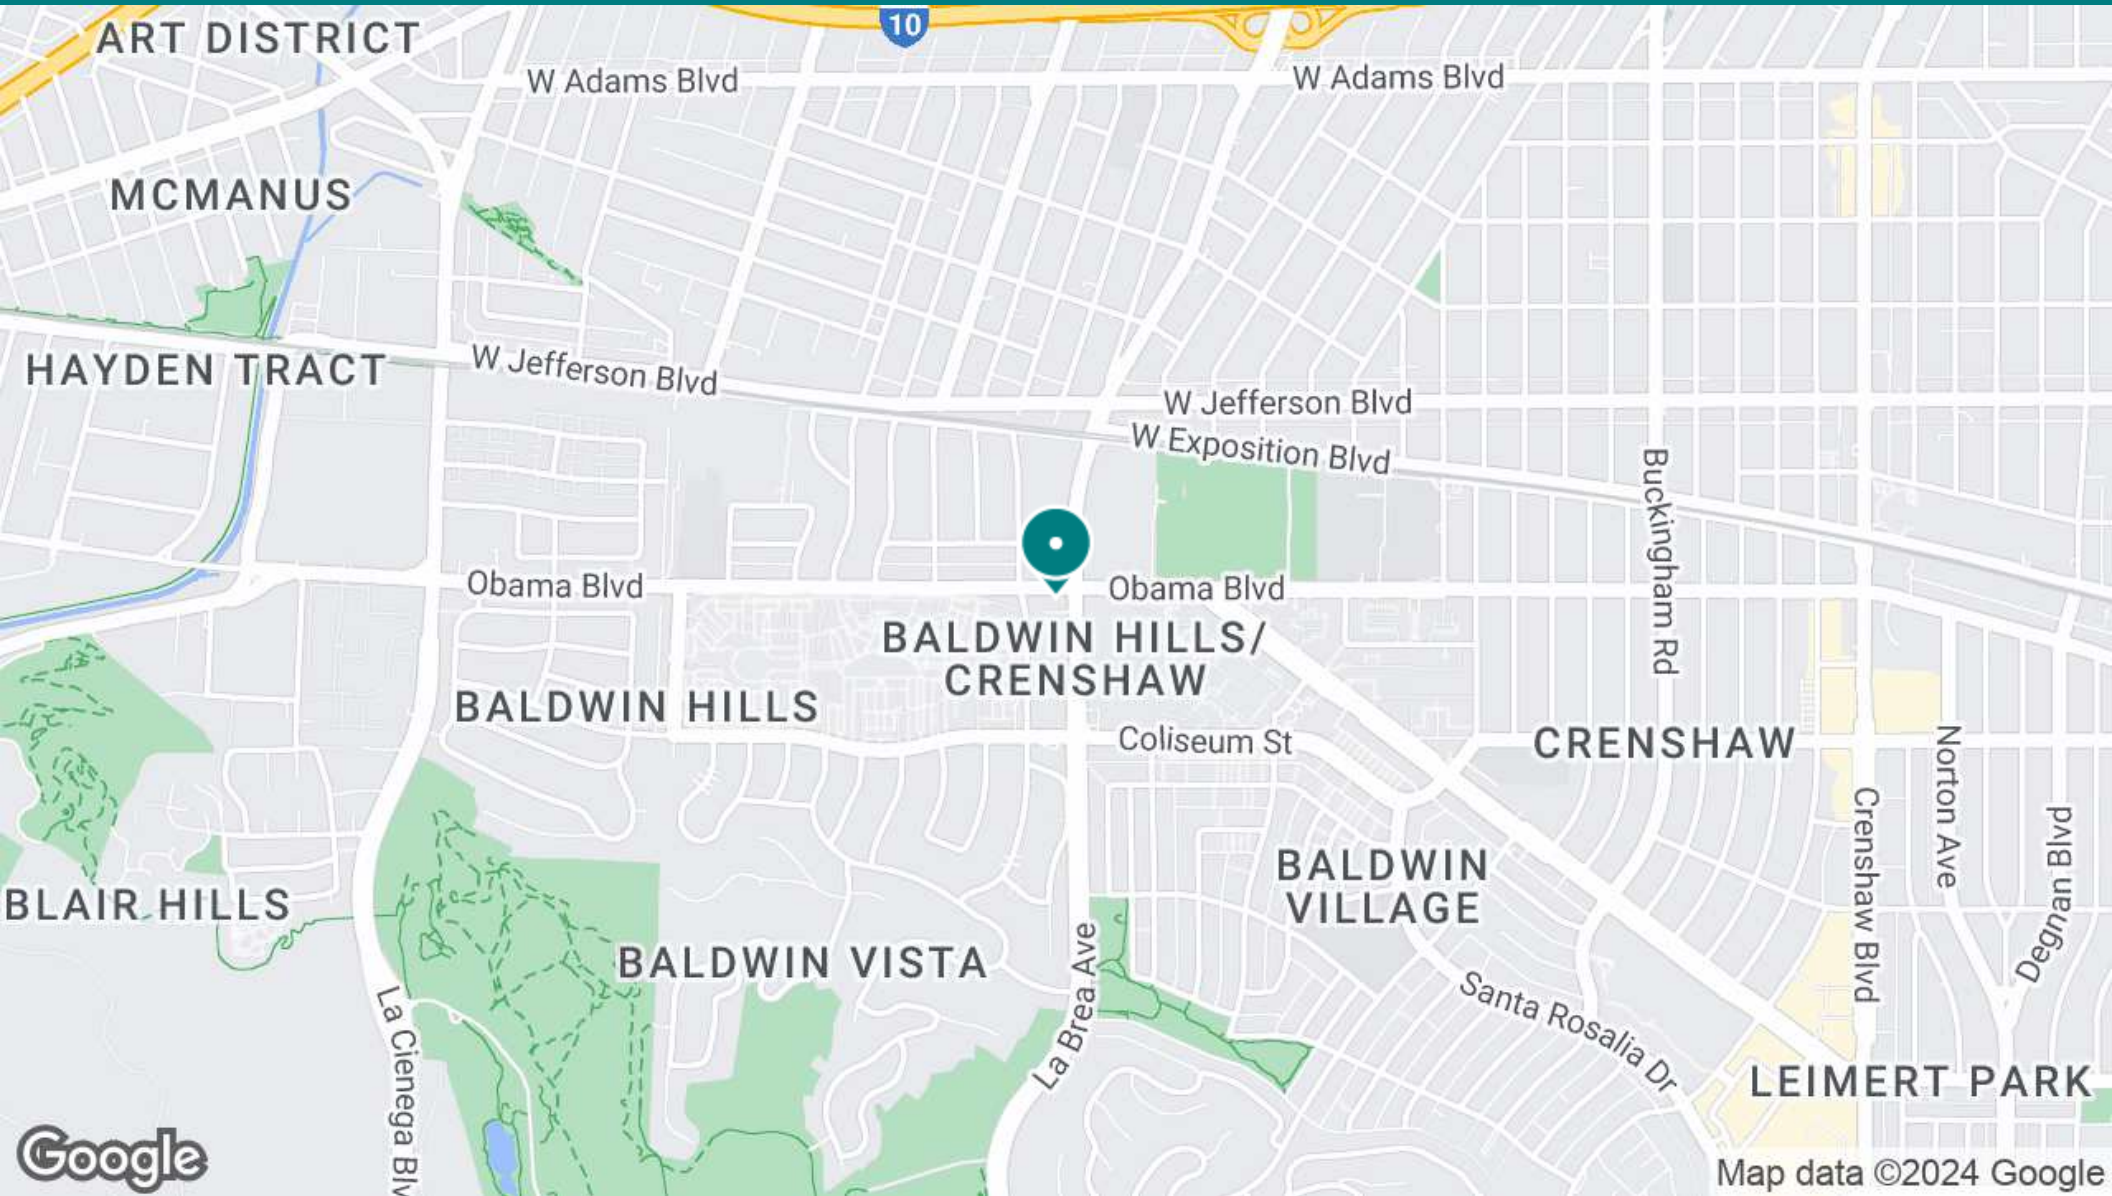 10
ART DISTRICT
W Adams Blvd
W Adams Blvd
MCMANUS
HAYDEN TRACT
W Jefferson Blvd
W Jefferson Blvd
W Exposition Blvd
Buckingham Rd
Obama Blvd
Obama Blvd
BALDWIN HILLS/
CRENSHAW
BALDWIN HILLS
Coliseum St
CRENSHAW
Norton Ave
Crenshaw Blvd
Degnan Blvd
BALDWIN
VILLAGE
BLAIR HILLS
BALDWIN VISTA
La Brea Ave
Santa Rosalia Dr
La Cienega Blv
LEIMERT PARK
Google
Map data ©2024 Google